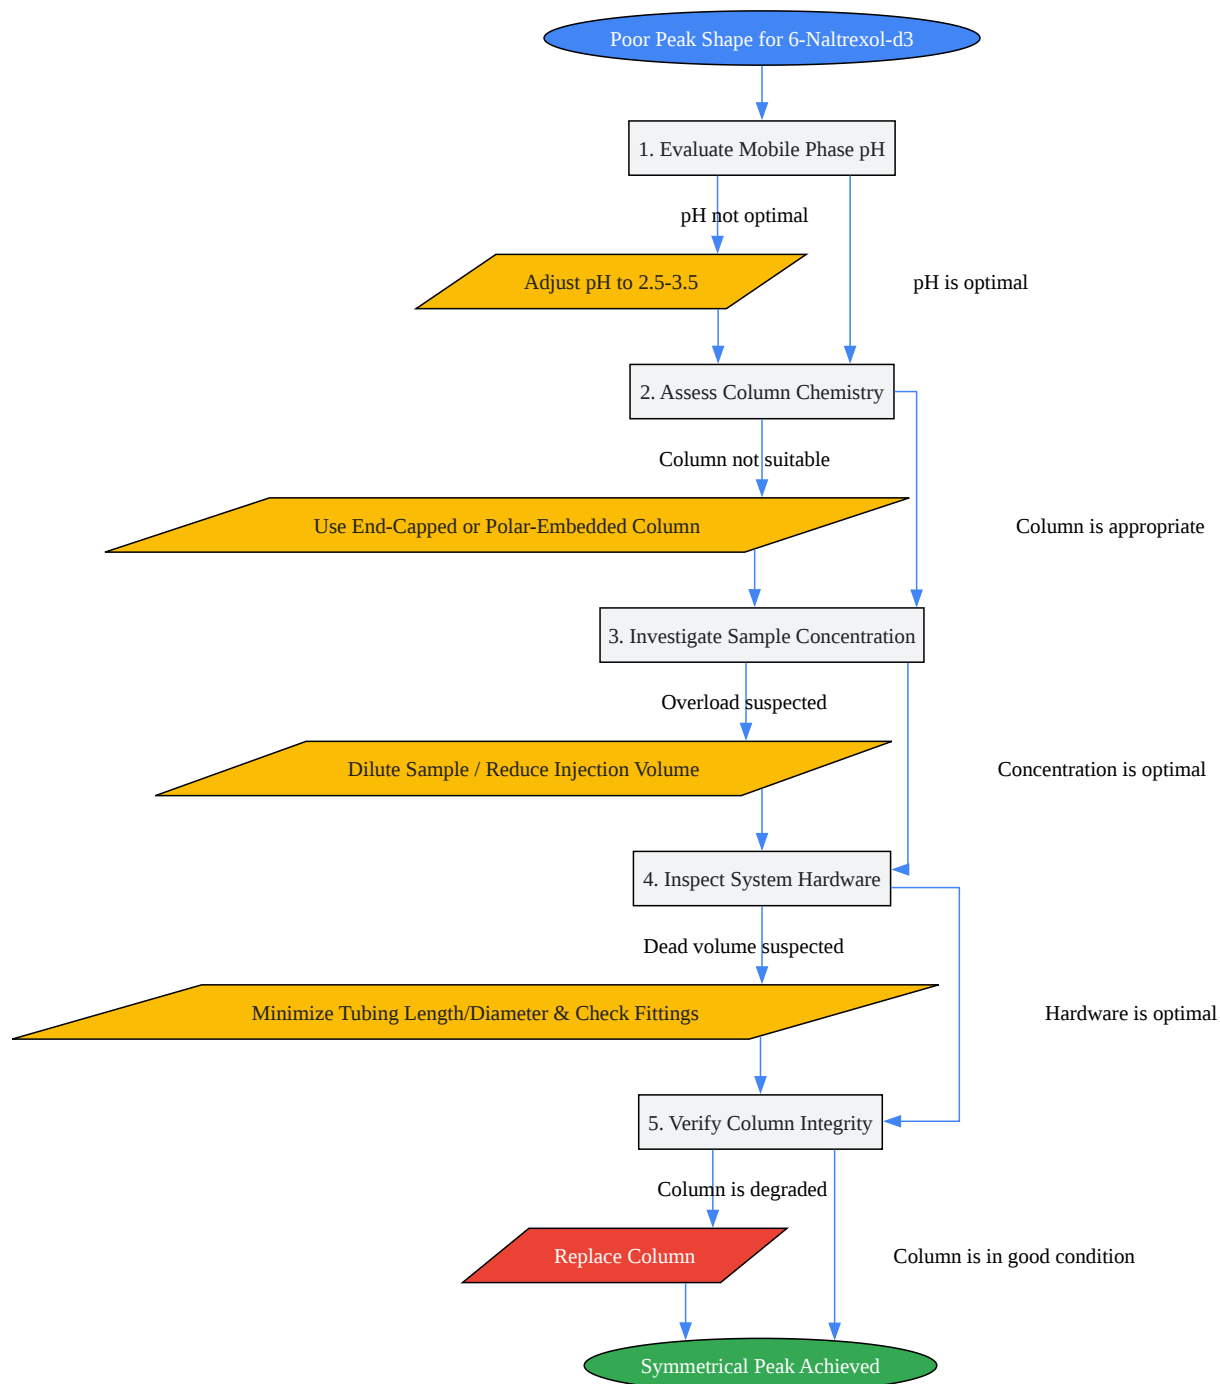 Poor Peak Shape for 6-Naltrexol-d3
1. Evaluate Mobile Phase pH
pH not optimal
Adjust pH to 2.5-3.5
pH is optimal
2. Assess Column Chemistry
Column not suitable
Use End-Capped or Polar-Embedded Column
Column is appropriate
3. Investigate Sample Concentration
Overload suspected
Dilute Sample / Reduce Injection Volume
Concentration is optimal
4. Inspect System Hardware
Dead volume suspected
Minimize Tubing Length/Diameter & Check Fittings
Hardware is optimal
5. Verify Column Integrity
Column is degraded
Replace Column
Column is in good condition
Symmetrical Peak Achieved